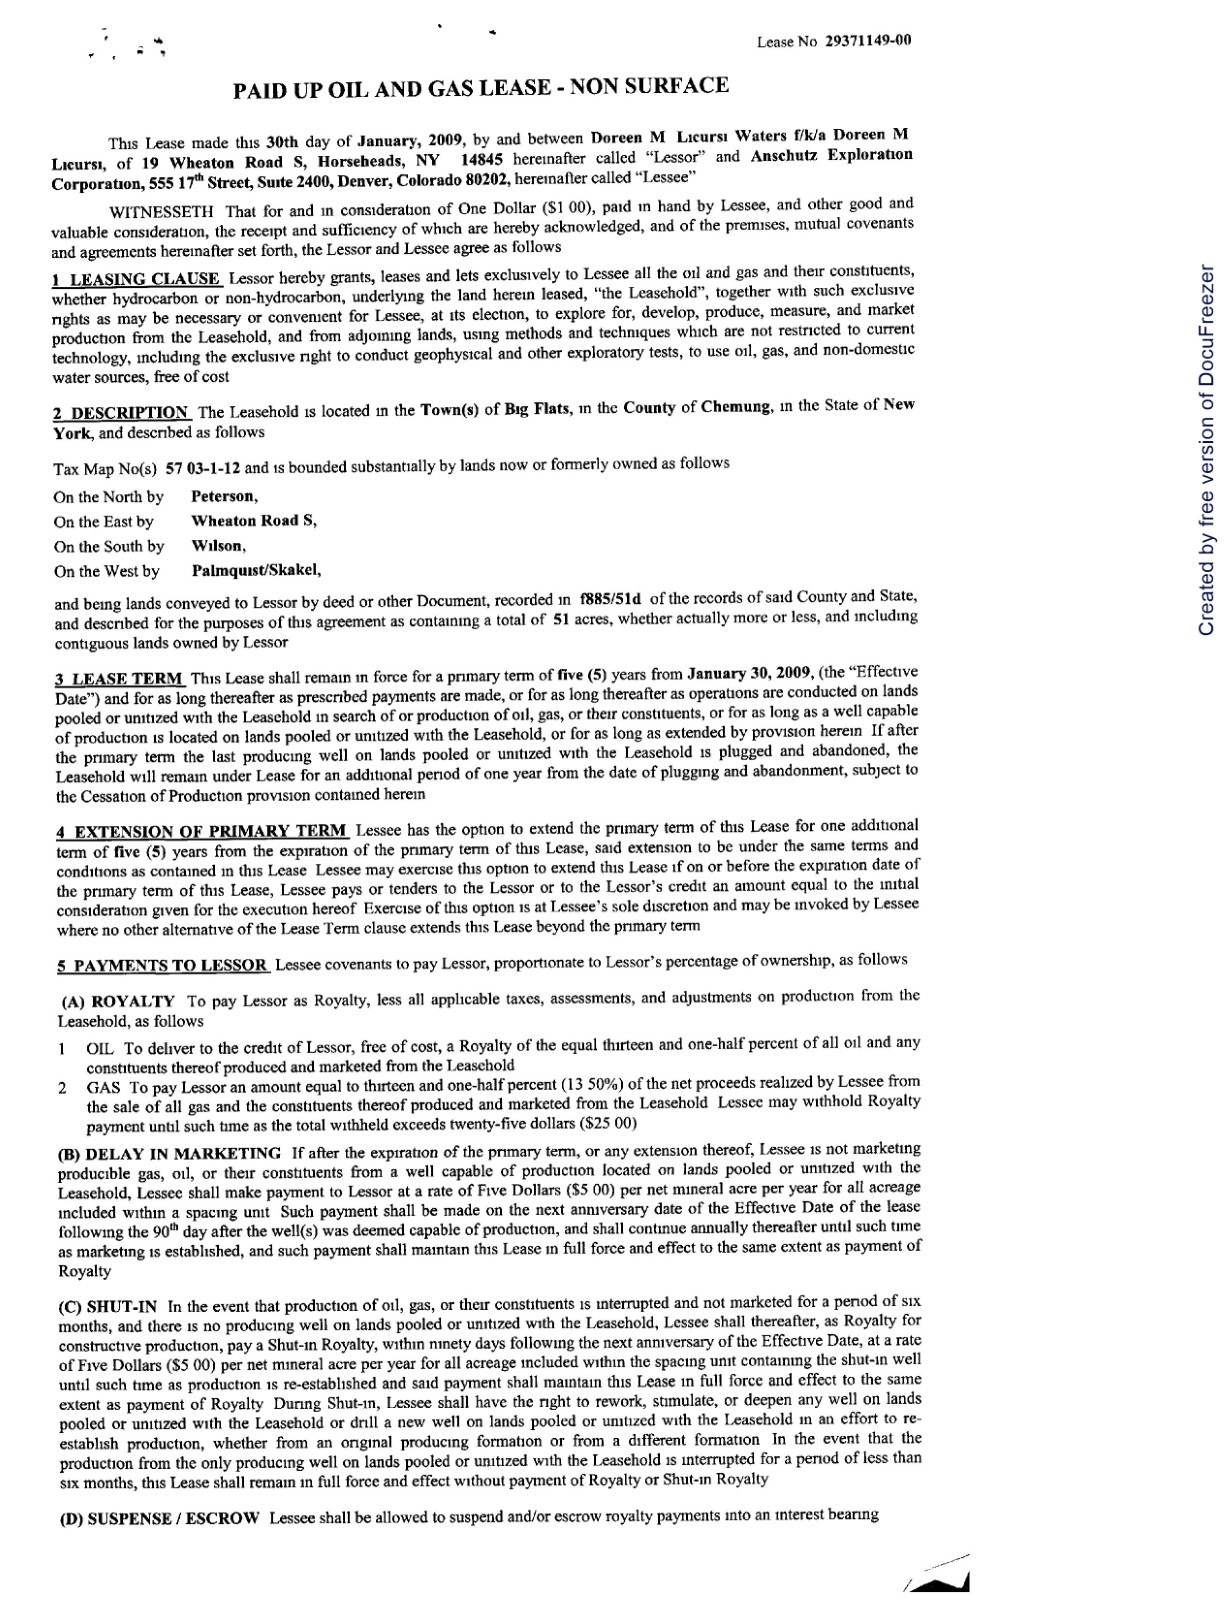 Lease No 29371149-00
PAID UP OIL AND GAS LEASE - NON SURFACE
This Lease made this 30th day of January, 2009, by and between Doreen M Licursi Waters f/k/a Doreen M
Licursi, of 19 Wheaton Road S, Horseheads, NY 14845 hereinafter called “Lessor” and Anschutz Exploration
Corporation, 555 17th Street, Suite 2400, Denver, Colorado 80202, hereinafter called “Lessee”
WITNESSETH That for and in consideration of One Dollar ($1 00), paid in hand by Lessee, and other good and
valuable consideration, the receipt and sufficiency of which are hereby acknowledged, and of the premises, mutual covenants
and agreements hereinafter set forth, the Lessor and Lessee agree as follows
1 LEASING CLAUSE Lessor hereby grants, leases and lets exclusively to Lessee all the oil and gas and their constituents,
whether hydrocarbon or non-hydrocarbon, underlying the land herein leased, “the Leasehold”, together with such exclusive
rights as may be necessary or convenient for Lessee, at its election, to explore for, develop, produce, measure, and market
production from the Leasehold, and from adjoining lands, using methods and techniques which are not restricted to current
technology, including the exclusive right to conduct geophysical and other exploratory tests, to use oil, gas, and non-domestic
water sources, free of cost
2 DESCRIPTION The Leasehold is located in the Town(s) of Big Flats, in the County of Chemung, in the State of New
York, and described as follows
Tax Map No(s) 57 03-1-12 and is bounded substantially by lands now or formerly owned as follows
On the North by Peterson,
On the East by Wheaton Road S,
On the South by Wilson,
On the West by Palmquist/Skakel,
and being lands conveyed to Lessor by deed or other Document, recorded in f885/51d of the records of said County and State,
and described for the purposes of this agreement as containing a total of 51 acres, whether actually more or less, and including
contiguous lands owned by Lessor
3 LEASE TERM This Lease shall remain in force for a primary term of five (5) years from January 30, 2009, (the “Effective
Date”) and for as long thereafter as prescribed payments are made, or for as long thereafter as operations are conducted on lands
pooled or unitized with the Leasehold in search of or production of oil, gas, or their constituents, or for as long as a well capable
of production is located on lands pooled or unitized with the Leasehold, or for as long as extended by provision herein If after
the primary term the last producing well on lands pooled or unitized with the Leasehold is plugged and abandoned, the
Leasehold will remain under Lease for an additional period of one year from the date of plugging and abandonment, subject to
the Cessation of Production provision contained herein
4 EXTENSION OF PRIMARY TERM Lessee has the option to extend the primary term of this Lease for one additional
term of five (5) years from the expiration of the primary term of this Lease, said extension to be under the same terms and
conditions as contained in this Lease Lessee may exercise this option to extend this Lease if on or before the expiration date of
the primary term of this Lease, Lessee pays or tenders to the Lessor or to the Lessor’s credit an amount equal to the initial
consideration given for the execution hereof Exercise of this option is at Lessee’s sole discretion and may be invoked by Lessee
where no other alternative of the Lease Term clause extends this Lease beyond the primary term
5 PAYMENTS TO LESSOR Lessee covenants to pay Lessor, proportionate to Lessor’s percentage of ownership, as follows
(A) ROYALTY To pay Lessor as Royalty, less all applicable taxes, assessments, and adjustments on production from the
Leasehold, as follows
1 OIL To deliver to the credit of Lessor, free of cost, a Royalty of the equal thirteen and one-half percent of all oil and any
constituents thereof produced and marketed from the Leasehold
2 GAS To pay Lessor an amount equal to thirteen and one-half percent (13 50%) of the net proceeds realized by Lessee from
the sale of all gas and the constituents thereof produced and marketed from the Leasehold Lessee may withhold Royalty
payment until such time as the total withheld exceeds twenty-five dollars ($25 00)
(B) DELAY IN MARKETING If after the expiration of the primary term, or any extension thereof, Lessee is not marketing
producible gas, oil, or their constituents from a well capable of production located on lands pooled or unitized with the
Leasehold, Lessee shall make payment to Lessor at a rate of Five Dollars ($5 00) per net mineral acre per year for all acreage
included within a spacing unit Such payment shall be made on the next anniversary date of the Effective Date of the lease
following the 90th day after the well(s) was deemed capable of production, and shall continue annually thereafter until such time
as marketing is established, and such payment shall maintain this Lease in full force and effect to the same extent as payment of
Royalty
(C) SHUT-IN In the event that production of oil, gas, or their constituents is interrupted and not marketed for a period of six
months, and there is no producing well on lands pooled or unitized with the Leasehold, Lessee shall thereafter, as Royalty for
constructive production, pay a Shut-in Royalty, within ninety days following the next anniversary of the Effective Date, at a rate
of Five Dollars ($5 00) per net mineral acre per year for all acreage included within the spacing unit containing the shut-in well
until such time as production is re-established and said payment shall maintain this Lease in full force and effect to the same
extent as payment of Royalty During Shut-in, Lessee shall have the right to rework, stimulate, or deepen any well on lands
pooled or unitized with the Leasehold or drill a new well on lands pooled or unitized with the Leasehold in an effort to re-
establish production, whether from an original producing formation or from a different formation In the event that the
production from the only producing well on lands pooled or unitized with the Leasehold is interrupted for a period of less than
six months, this Lease shall remain in full force and effect without payment of Royalty or Shut-in Royalty
(D) SUSPENSE / ESCROW Lessee shall be allowed to suspend and/or escrow royalty payments into an interest bearing
Created by free version of DocuFreezer